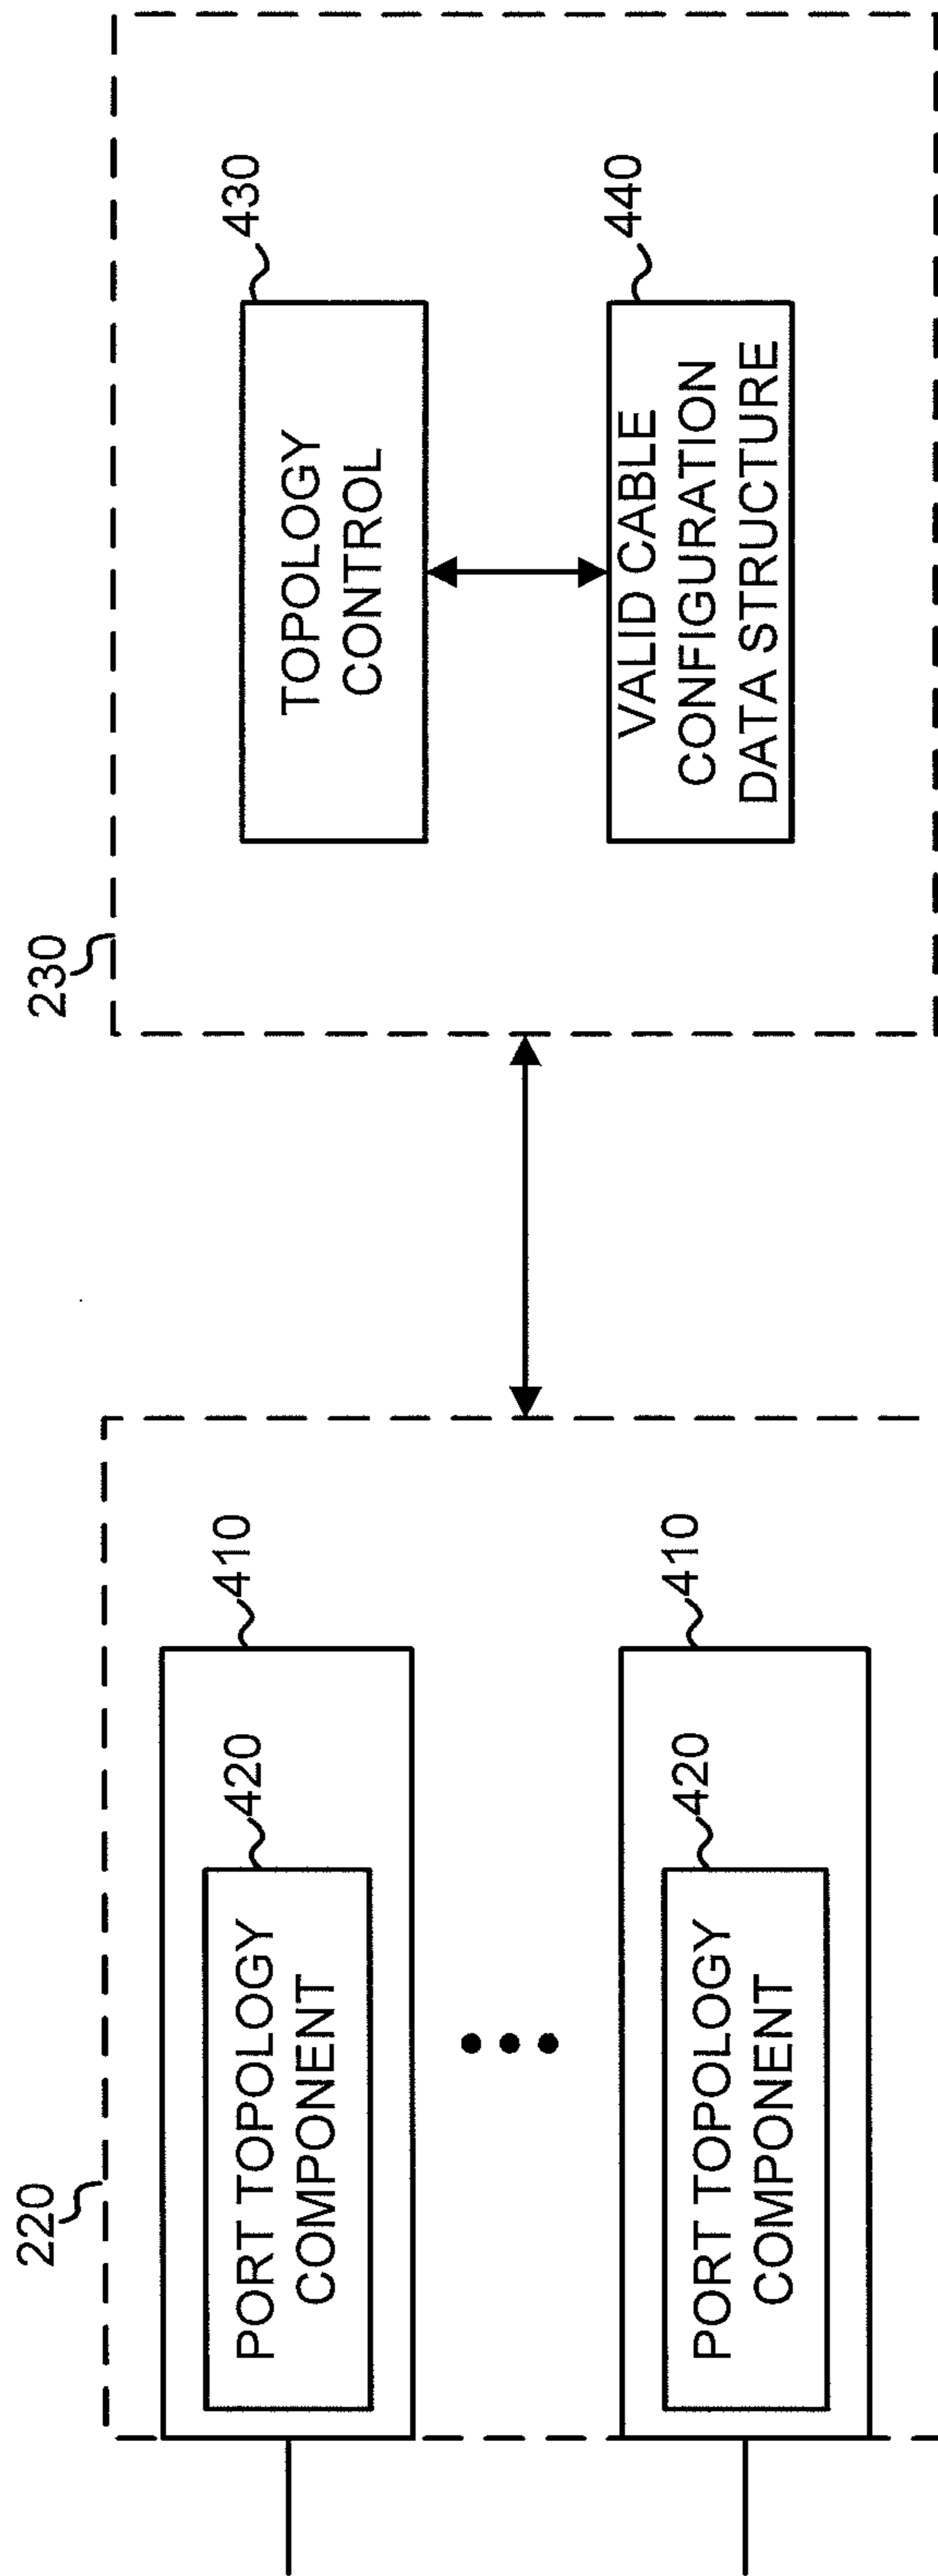 220
410
420
PORT TOPOLOGY
COMPONENT
410
420
PORT TOPOLOGY
COMPONENT
230
430
TOPOLOGY
CONTROL
440
VALID CABLE
CONFIGURATION
DATA STRUCTURE